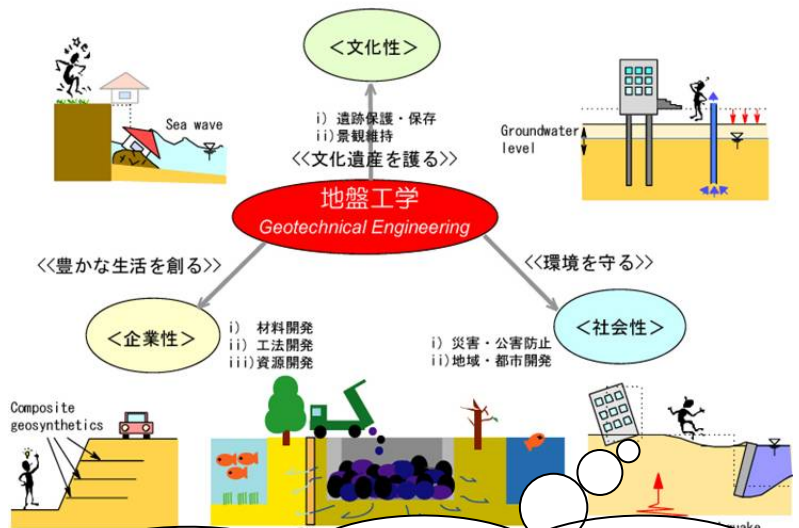 <文化性>
Sea wave
i) 遺跡保護・保存
ii)景観維持
<<文化遺産を護る>>
Groundwater
level
地盤工学
Geotechnical Engineering
<<豊かな生活を創る>>
<<環境を守る>>
<企業性>
i) 材料開発
ii) 工法開発
iii)資源開発
<社会性>
i) 災害・公害防止
ii)地域・都市開発
Composite
geosynthetics